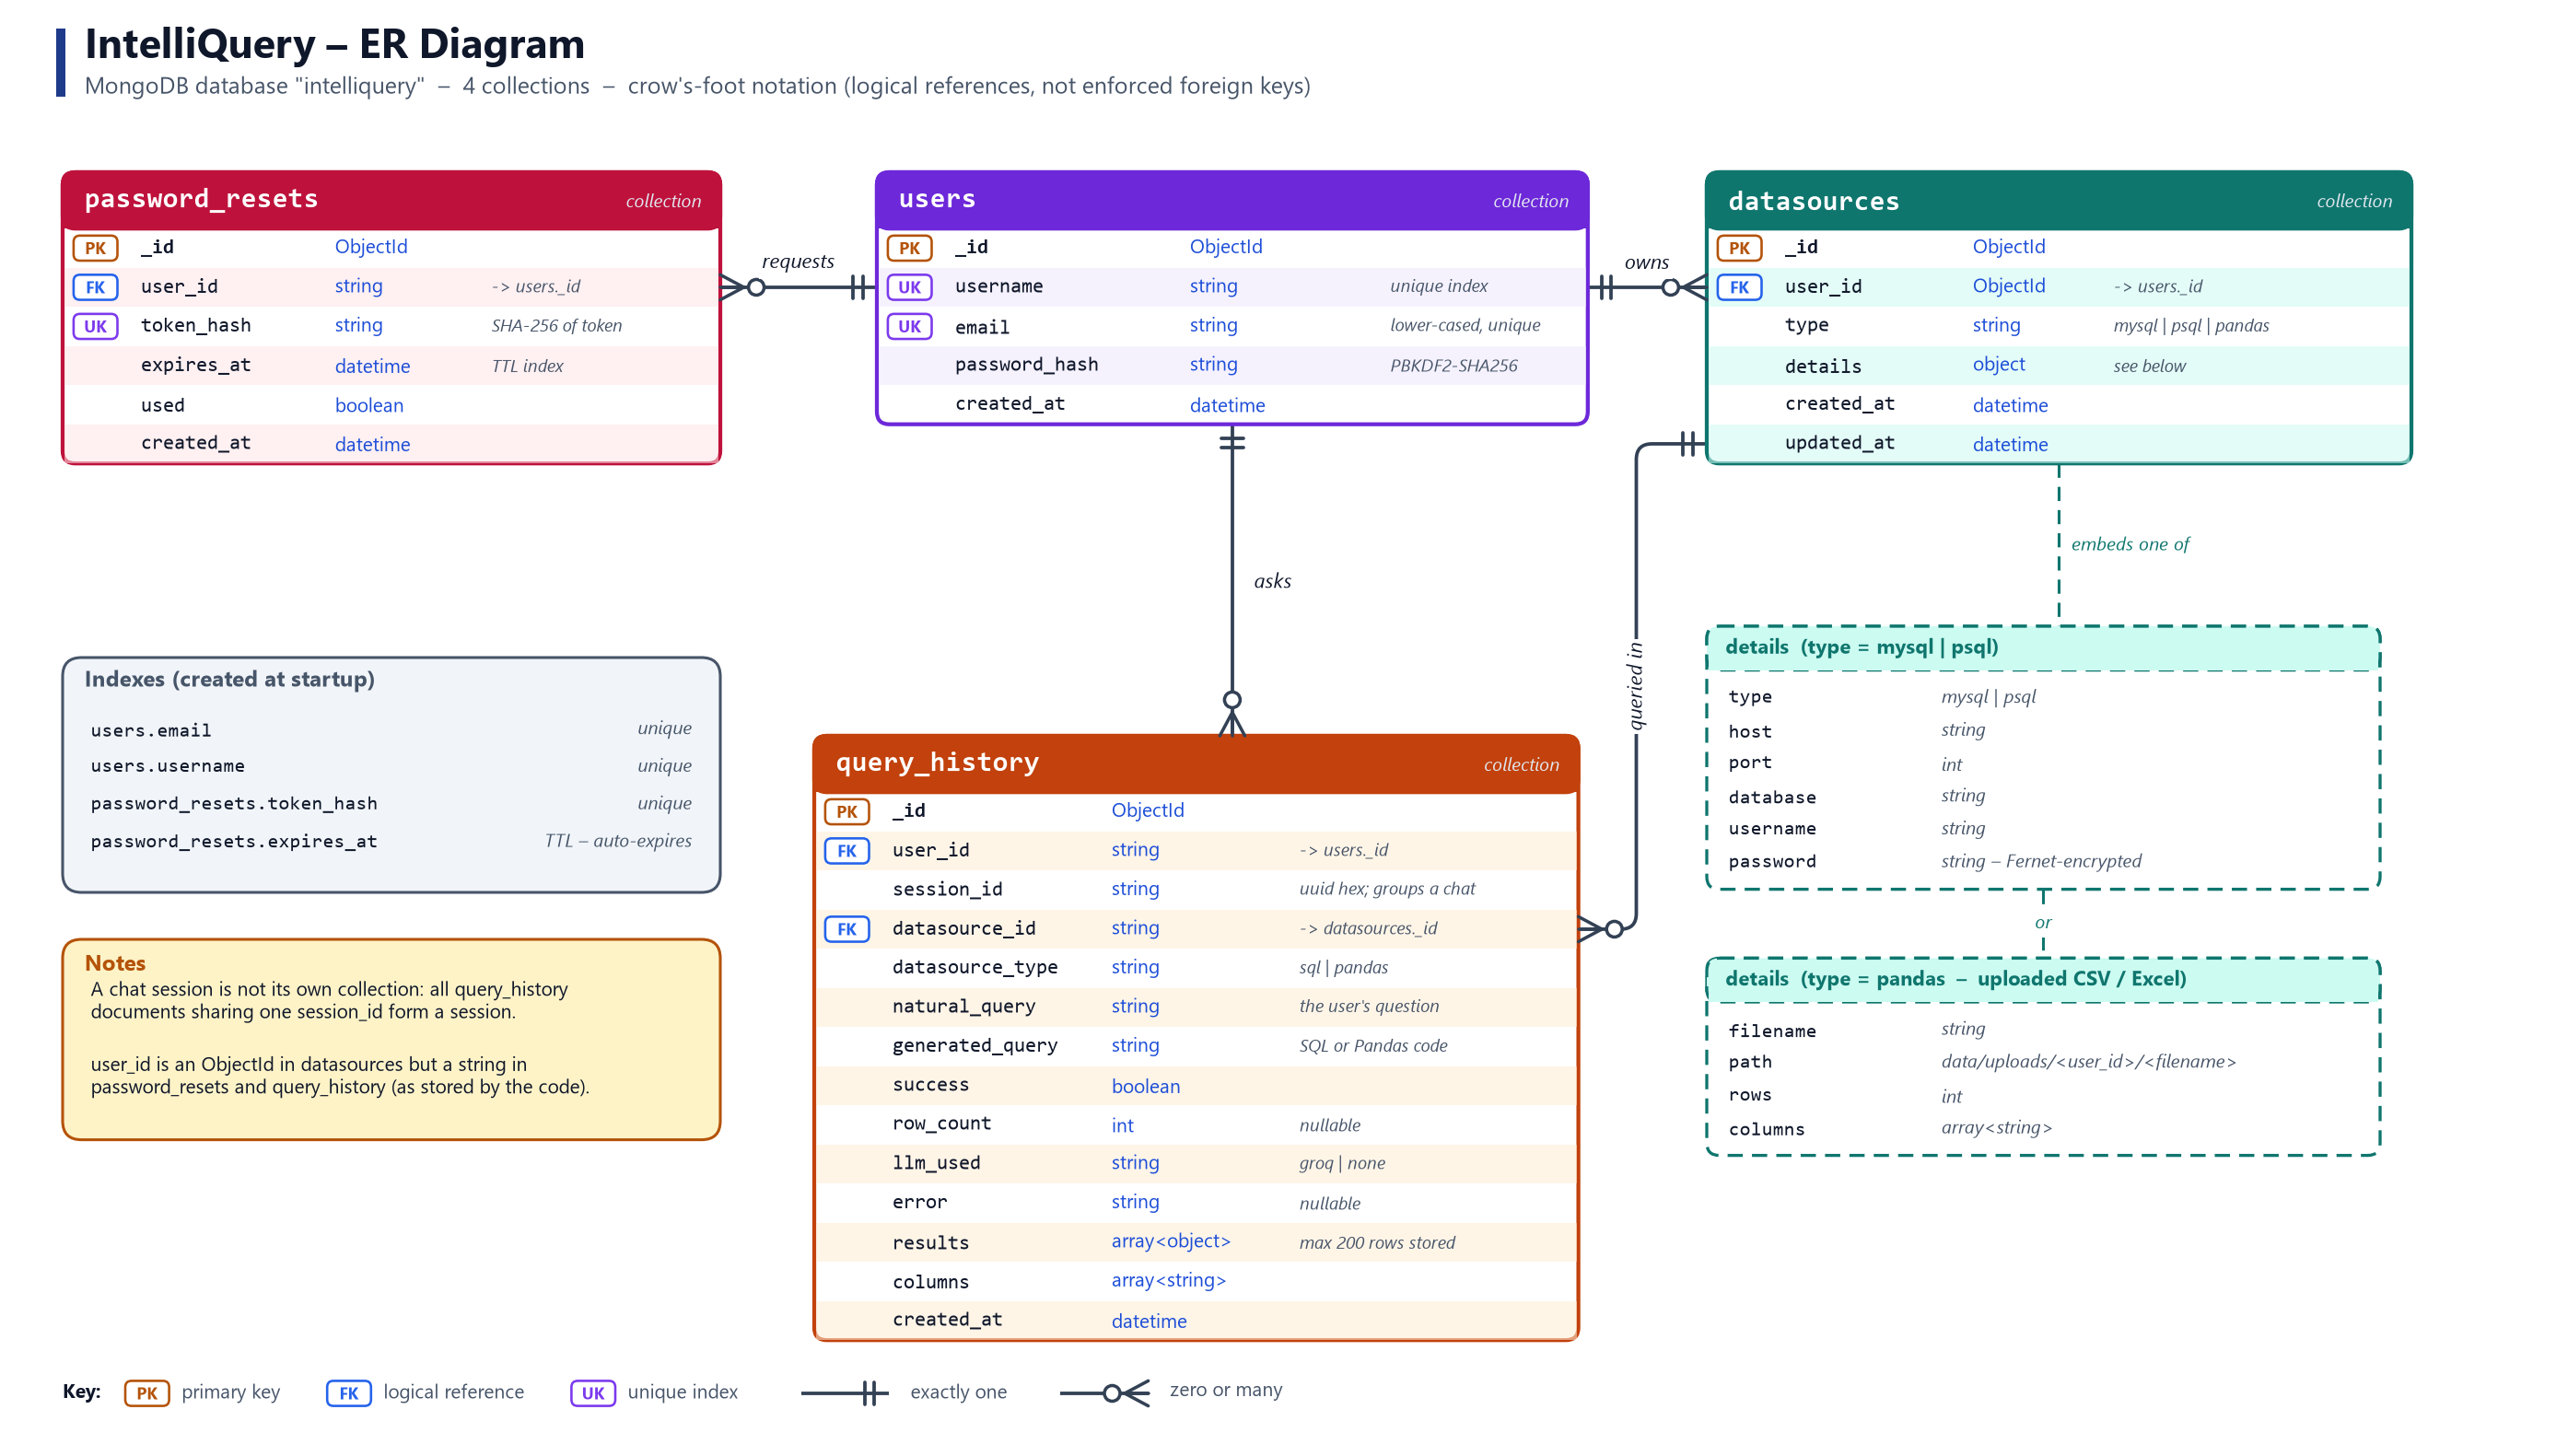 IntelliQuery – ER Diagram
MongoDB database "intelliquery" – 4 collections – crow's-foot notation (logical references, not enforced foreign keys)
password_resets collection
PK _id ObjectId
FK user_id string -> users._id
UK token_hash string SHA-256 of token
expires_at datetime TTL index
used boolean
created_at datetime
requests
users collection
PK _id ObjectId
UK username string unique index
UK email string lower-cased, unique
password_hash string PBKDF2-SHA256
created_at datetime
owns
datasources collection
PK _id ObjectId
FK user_id ObjectId -> users._id
type string mysql | psql | pandas
details object see below
created_at datetime
updated_at datetime
asks
queried in
embeds one of
Indexes (created at startup)
users.email unique
users.username unique
password_resets.token_hash unique
password_resets.expires_at TTL – auto-expires
Notes
A chat session is not its own collection: all query_history
documents sharing one session_id form a session.
user_id is an ObjectId in datasources but a string in
password_resets and query_history (as stored by the code).
query_history collection
PK _id ObjectId
FK user_id string -> users._id
session_id string uuid hex; groups a chat
FK datasource_id string -> datasources._id
datasource_type string sql | pandas
natural_query string the user's question
generated_query string SQL or Pandas code
success boolean
row_count int nullable
llm_used string groq | none
error string nullable
results array<object> max 200 rows stored
columns array<string>
created_at datetime
details (type = mysql | psql)
type mysql | psql
host string
port int
database string
username string
password string – Fernet-encrypted
or
details (type = pandas – uploaded CSV / Excel)
filename string
path data/uploads/<user_id>/<filename>
rows int
columns array<string>
Key: PK primary key FK logical reference UK unique index exactly one zero or many